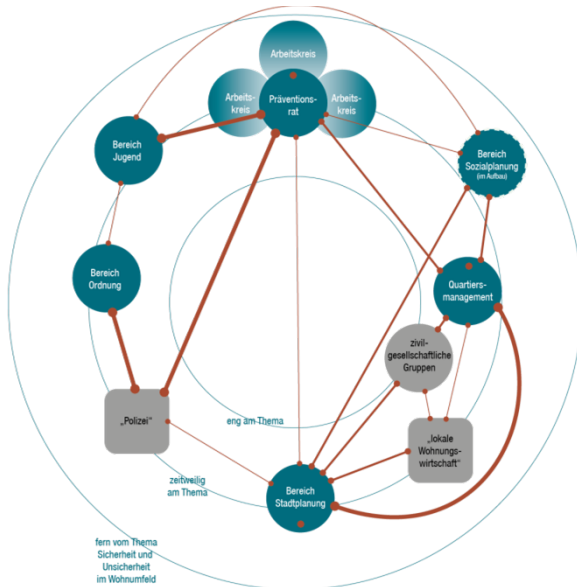 Arbeitskreis
Arbeits-
kreis
Präventions-
rat
Arbeits-
kreis
Bereich
Jugend
Bereich
Sozialplanung
(im Aufbau)
Bereich
Ordnung
Quartiers-
management
zivil-
gesellschaftliche
Gruppen
„Polizei“
eng am Thema
„lokale
Wohnungs-
wirtschaft“
zeitweilig
am Thema
Bereich
Stadtplanung
fern vom Thema
Sicherheit und
Unsicherheit
im Wohnumfeld